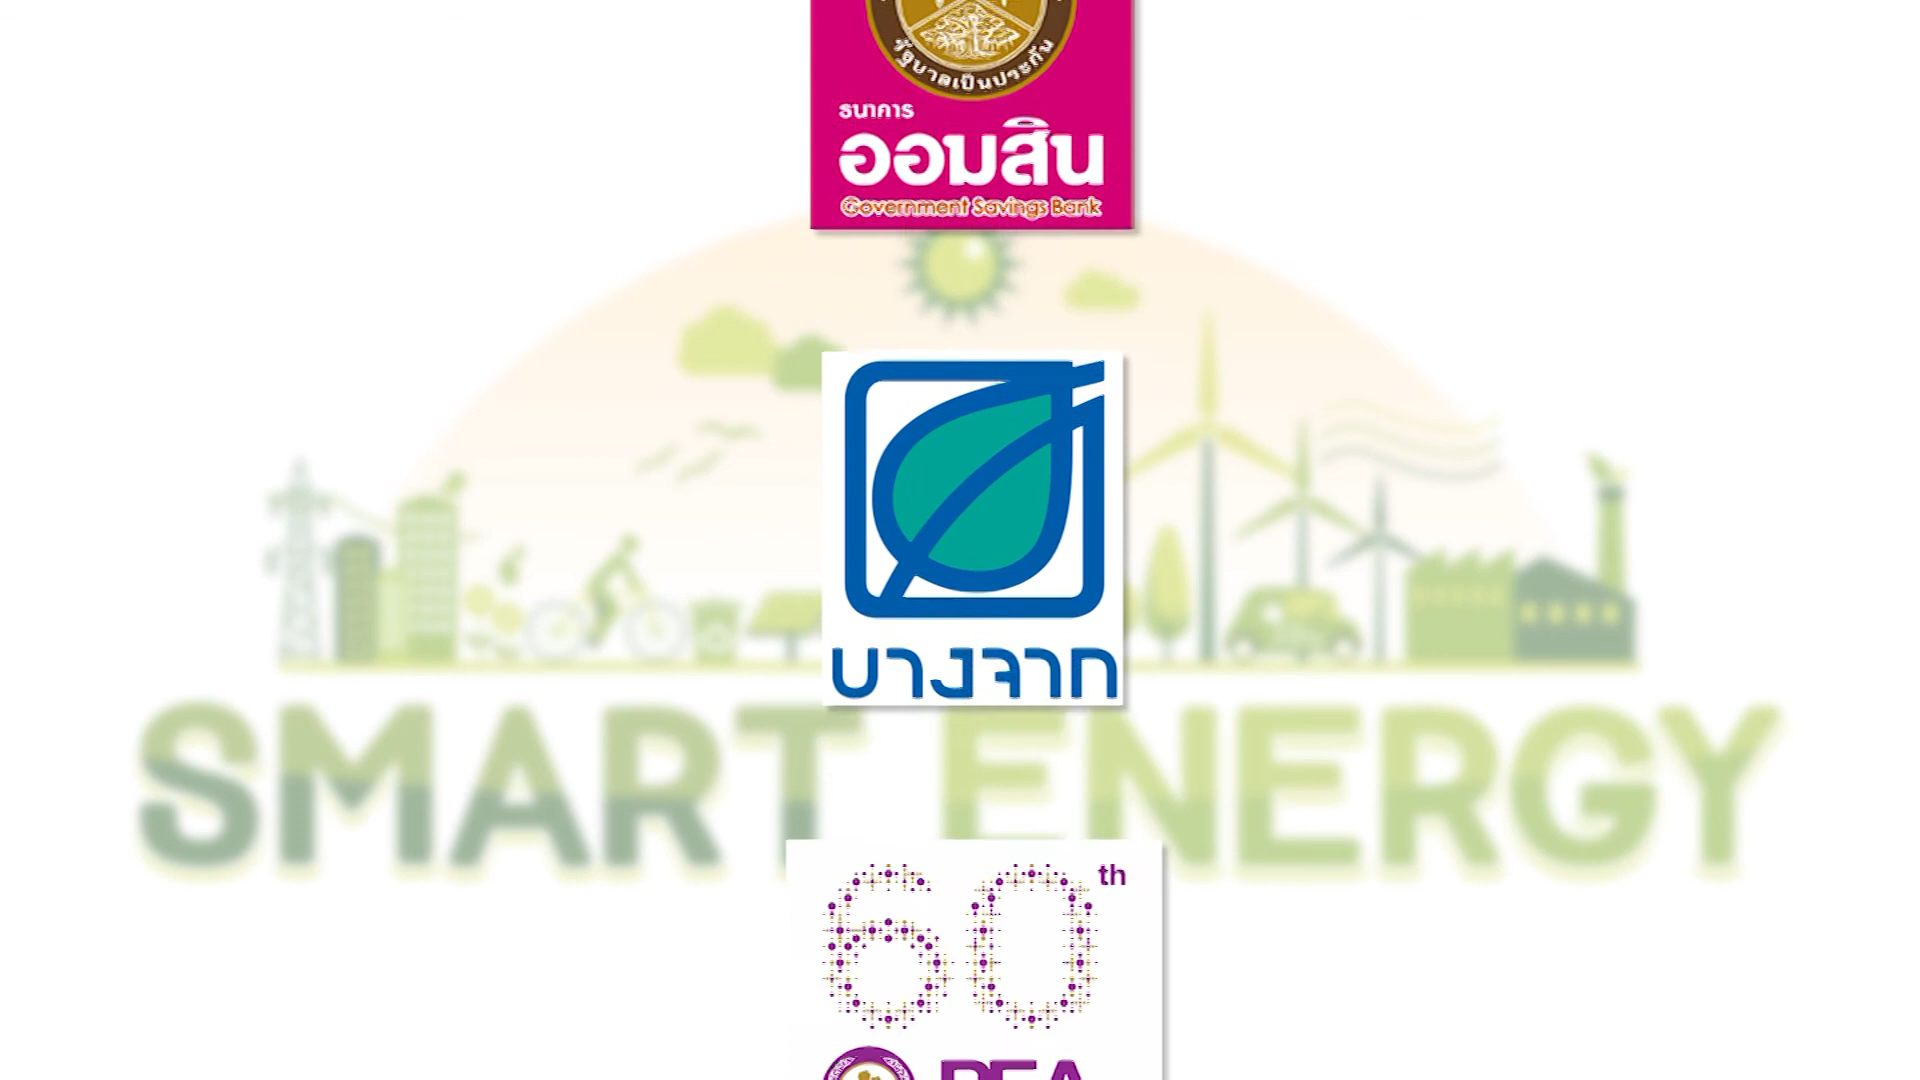 รัฐบาลเป็นประกัน
ธนาคาร
ออมสิน
Government Savings Bank
บางจาก
SMART ENERGY
60th
PEA